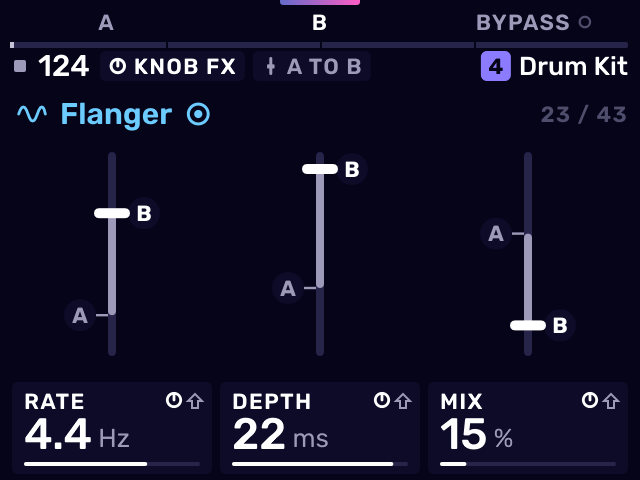 A B BYPASS
124 KNOB FX A TO B 4 Drum Kit
Flanger 23 / 43
B B
A
A B
A
RATE DEPTH MIX
4.4 Hz 22 ms 15 %